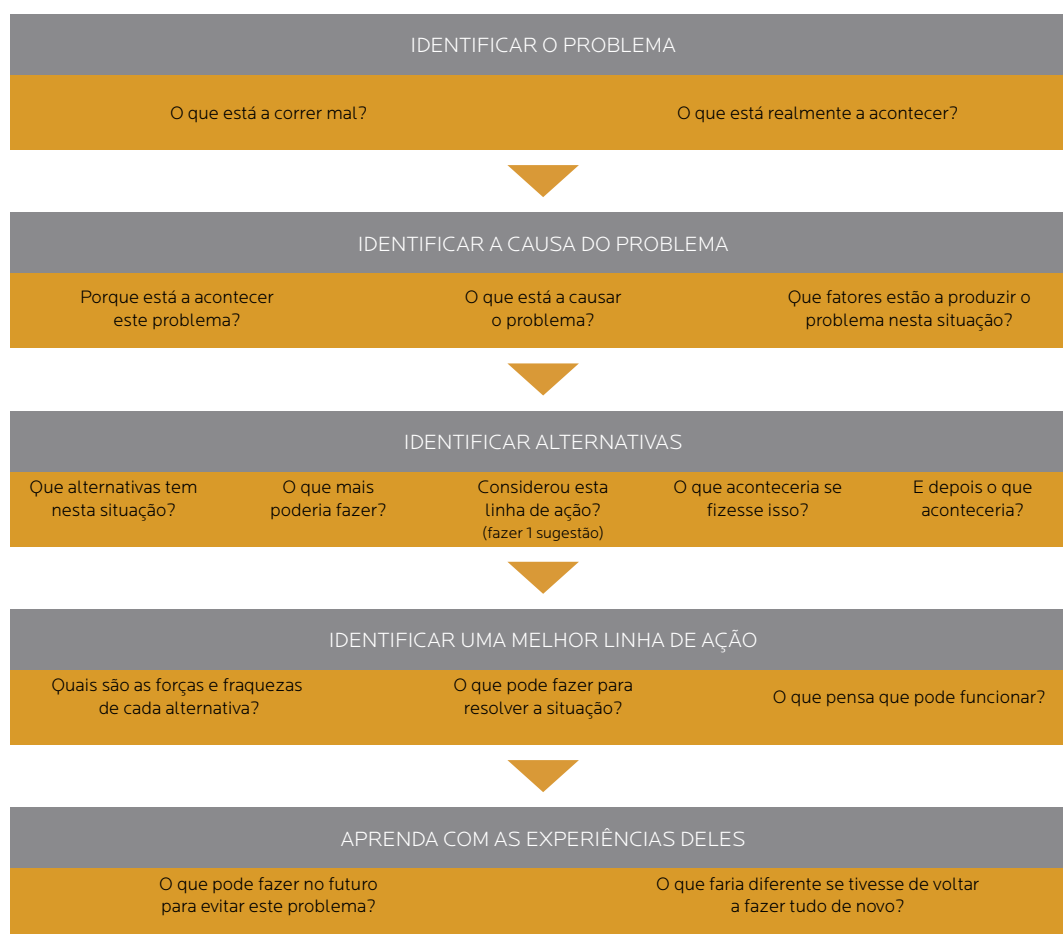 IDENTIFICAR O PROBLEMA
O que está a correr mal?
O que está realmente a acontecer?
IDENTIFICAR A CAUSA DO PROBLEMA
Porque está a acontecer
este problema?
O que está a causar
o problema?
Que fatores estão a produzir o
problema nesta situação?
IDENTIFICAR ALTERNATIVAS
Que alternativas tem
nesta situação?
O que mais
poderia fazer?
Considerou esta
linha de ação?
(fazer 1 sugestão)
O que aconteceria se
fizesse isso?
E depois o que
aconteceria?
IDENTIFICAR UMA MELHOR LINHA DE AÇÃO
Quais são as forças e fraquezas
de cada alternativa?
O que pode fazer para
resolver a situação?
O que pensa que pode funcionar?
APRENDA COM AS EXPERIÊNCIAS DELES
O que pode fazer no futuro
para evitar este problema?
O que faria diferente se tivesse de voltar
a fazer tudo de novo?